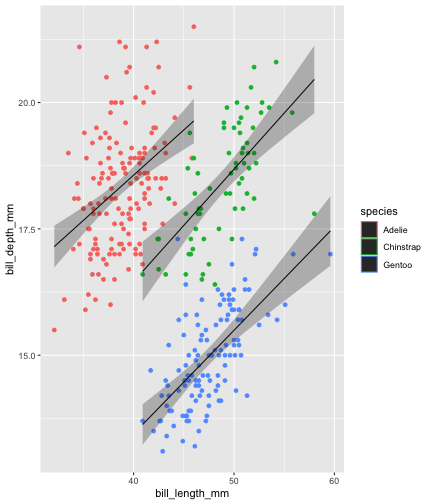 20.0
17.5
15.0
bill_depth_mm
40
50
60
bill_length_mm
species
Adelie
Chinstrap
Gentoo